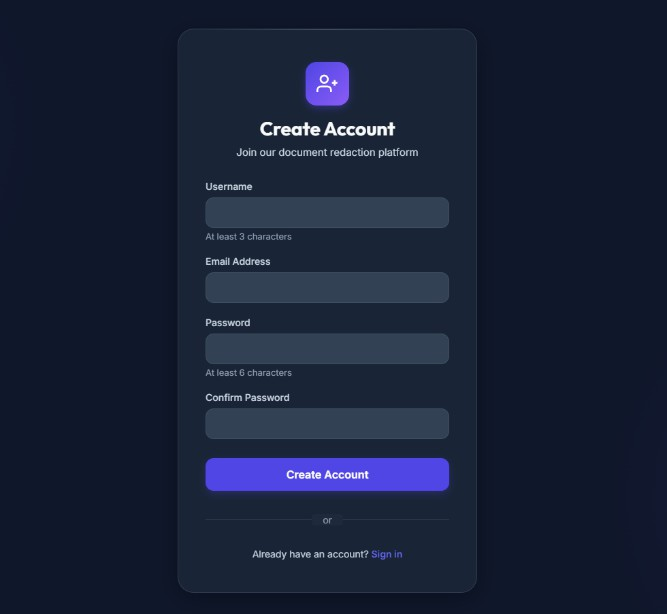 Create Account
Join our document redaction platform
Username
At least 3 characters
Email Address
Password
At least 6 characters
Confirm Password
Create Account
or
Already have an account? Sign in